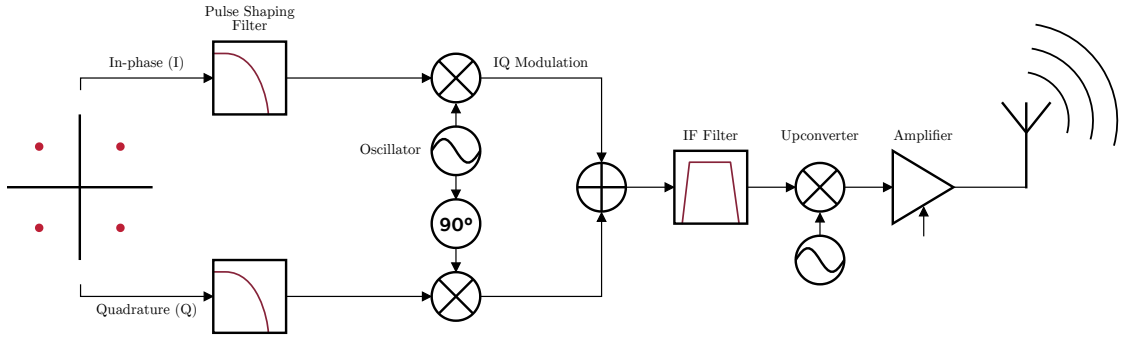 Pulse Shaping
Filter
In-phase (I)
IQ Modulation
Oscillator
IF Filter
Upconverter
Amplifier
90º
Quadrature (Q)